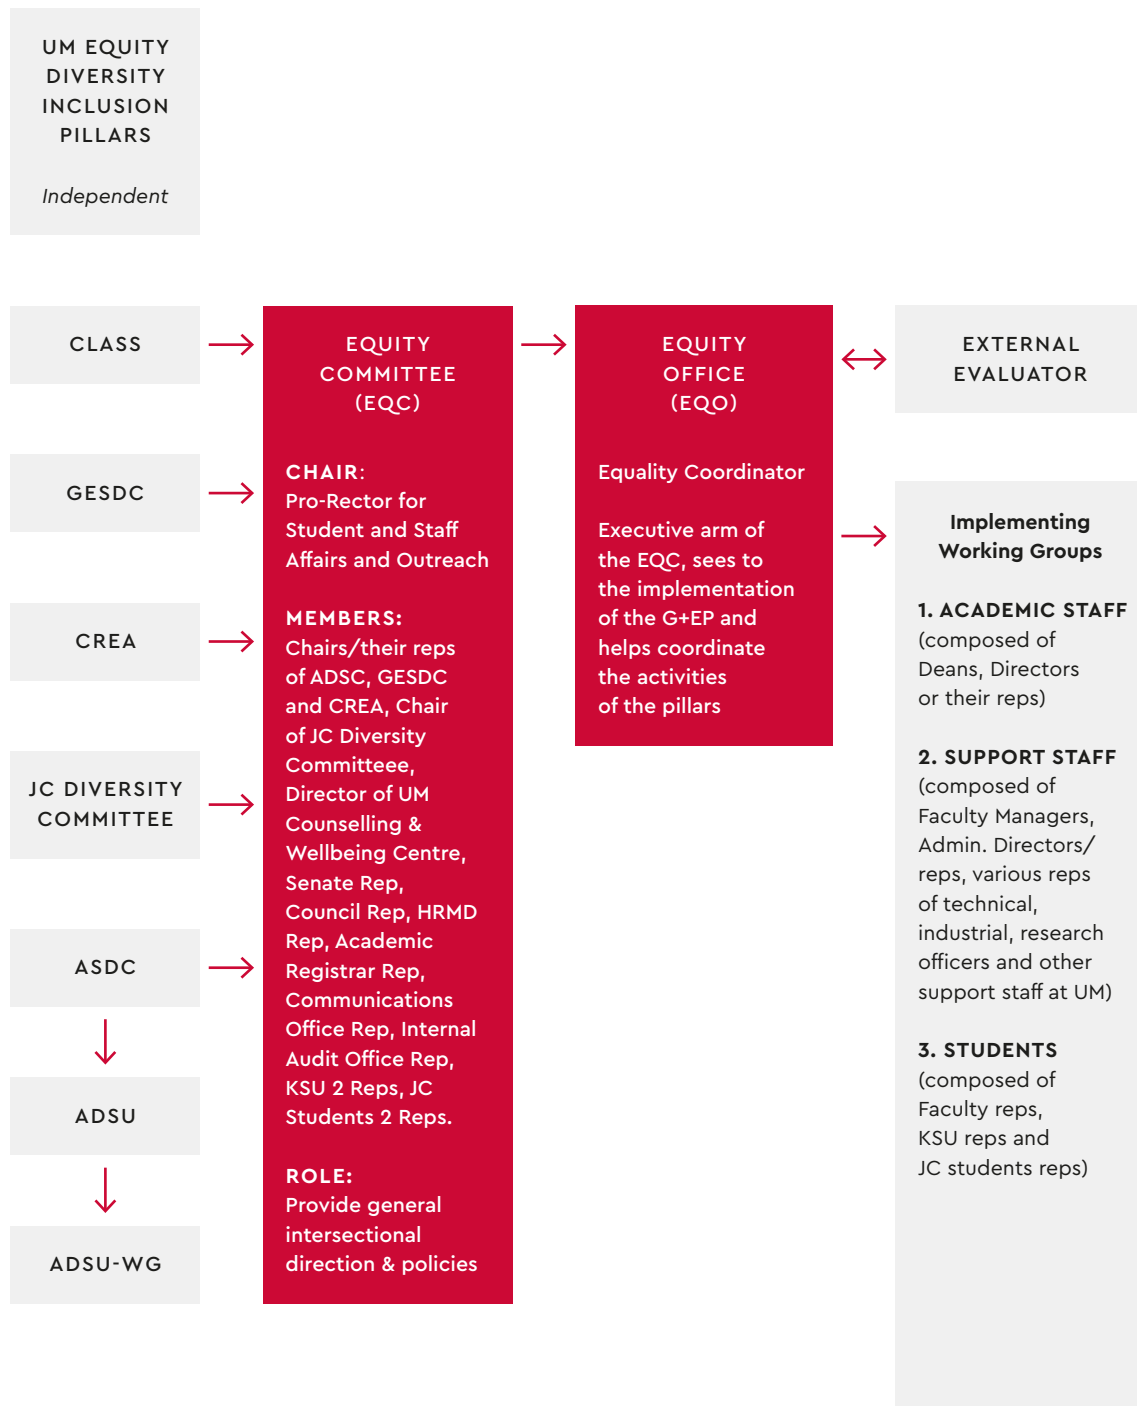 UM EQUITY
DIVERSITY
INCLUSION
PILLARS
Independent
CLASS
GESDC
CREA
JC DIVERSITY
COMMITTEE
ASDC
ADSU
ADSU-WG
EQUITY
COMMITTEE
(EQC)
CHAIR:
Pro-Rector for
Student and Staff
Affairs and Outreach
MEMBERS:
Chairs/their reps
of ADSC, GESDC
and CREA, Chair
of JC Diversity
Committeee,
Director of UM
Counselling &
Wellbeing Centre,
Senate Rep,
Council Rep, HRMD
Rep, Academic
Registrar Rep,
Communications
Office Rep, Internal
Audit Office Rep,
KSU 2 Reps, JC
Students 2 Reps.
ROLE:
Provide general
intersectional
direction & policies
EQUITY
OFFICE
(EQO)
Equality Coordinator
Executive arm of
the EQC, sees to
the implementation
of the G+EP and
helps coordinate
the activities
of the pillars
EXTERNAL
EVALUATOR
Implementing
Working Groups
1. ACADEMIC STAFF
(composed of
Deans, Directors
or their reps)
2. SUPPORT STAFF
(composed of
Faculty Managers,
Admin. Directors/
reps, various reps
of technical,
industrial, research
officers and other
support staff at UM)
3. STUDENTS
(composed of
Faculty reps,
KSU reps and
JC students reps)